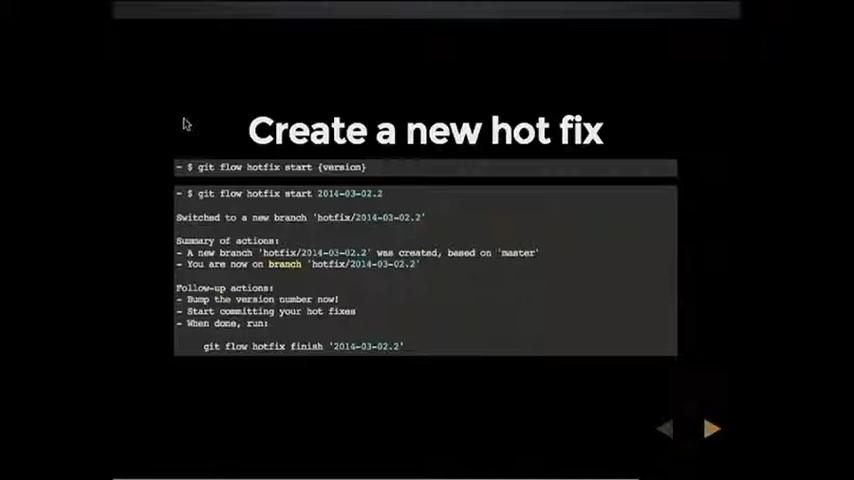 Create a new hot fix
~ $ git flow hotfix start {version}
~ $ git flow hotfix start 2014-03-02.2
Switched to a new branch 'hotfix/2014-03-02.2'
Summary of actions:
- A new branch 'hotfix/2014-03-02.2' was created, based on 'master'
- You are now on branch 'hotfix/2014-03-02.2'
Follow-up actions:
- Bump the version number now!
- Start committing your hot fixes
- When done, run:
git flow hotfix finish '2014-03-02.2'